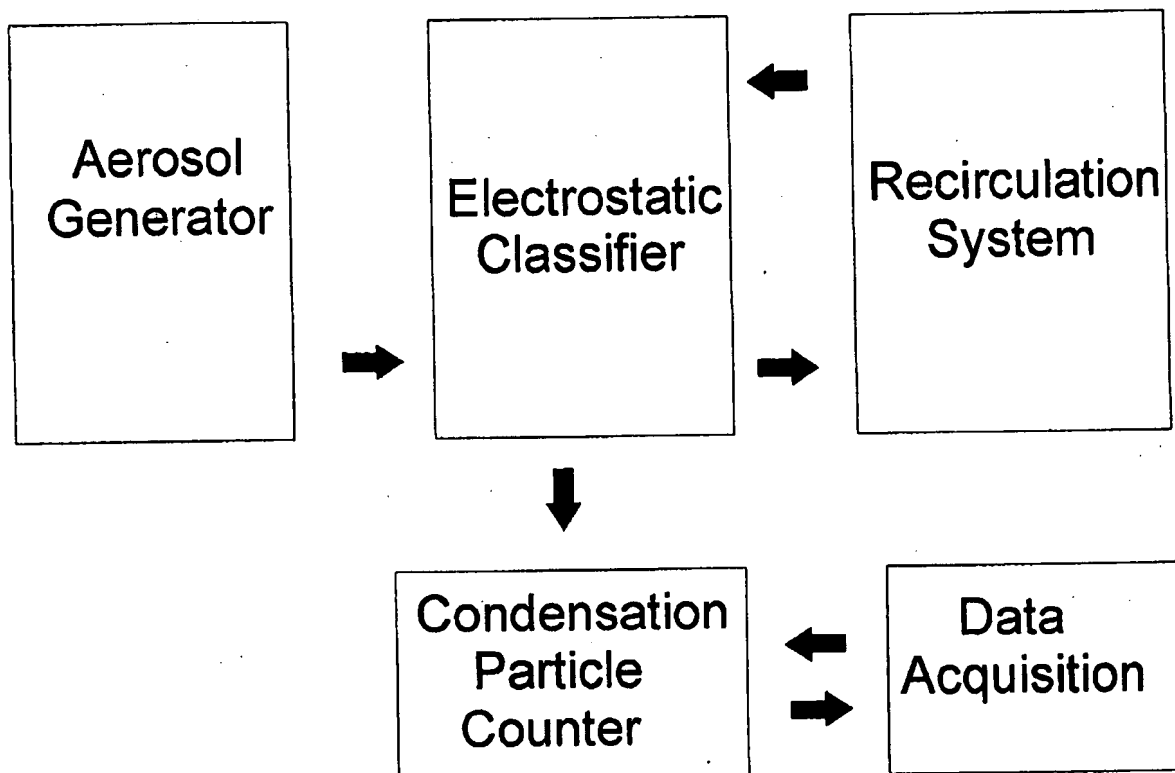 Aerosol
Generator
Electrostatic
Classifier
Recirculation
System
Condensation
Particle
Counter
Data
Acquisition